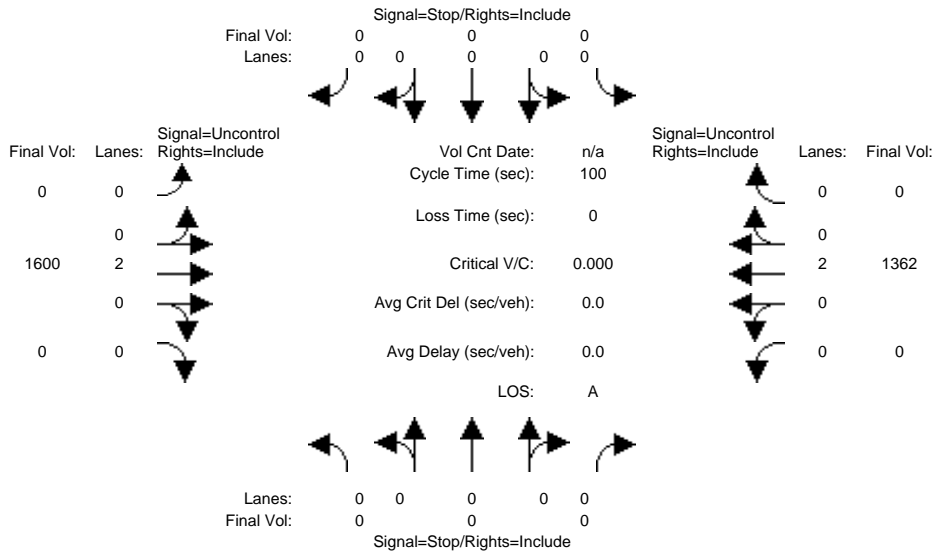 Signal=Stop/Rights=Include
Final Vol: 0 0 0
Lanes: 0 0 0 0 0
Signal=Uncontrol Signal=Uncontrol
Final Vol: Lanes: Rights=Include Vol Cnt Date: n/a Rights=Include Lanes: Final Vol:
Cycle Time (sec): 100
0 0 0 0
Loss Time (sec): 0
0 0
1600 2 Critical V/C: 0.000 2 1362
0 Avg Crit Del (sec/veh): 0.0 0
0 0 Avg Delay (sec/veh): 0.0 0 0
LOS: A
Lanes: 0 0 0 0 0
Final Vol: 0 0 0
Signal=Stop/Rights=Include